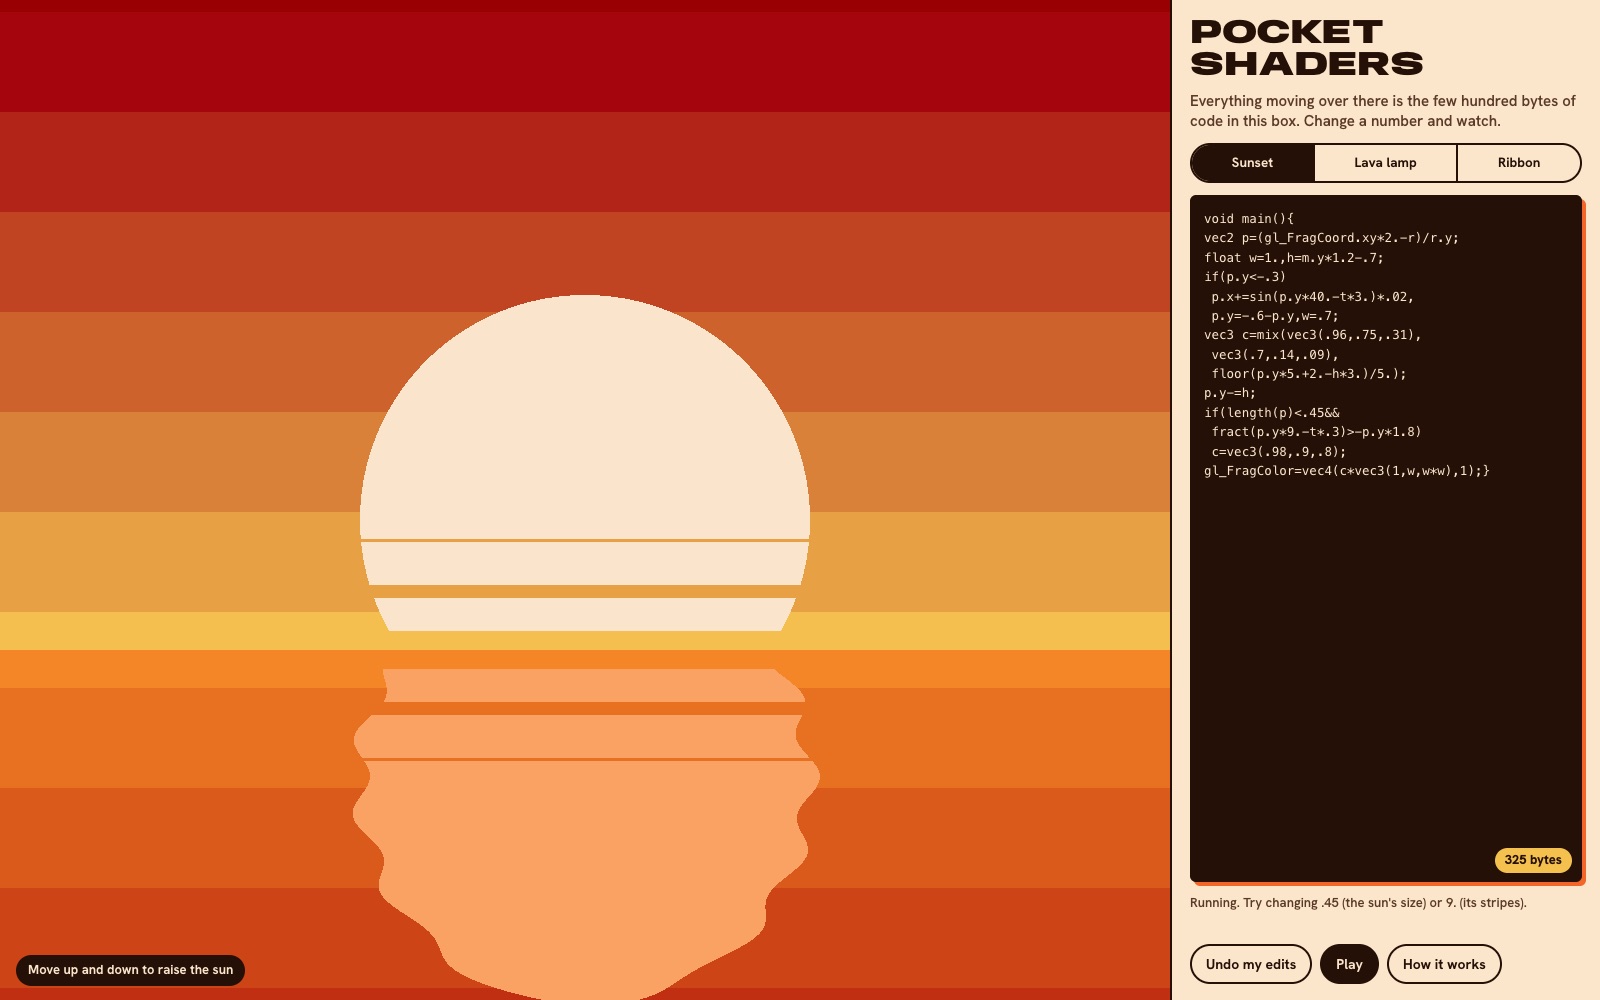 POCKET
SHADERS
Everything moving over there is the few hundred bytes of
code in this box. Change a number and watch.
Sunset
Lava lamp
Ribbon
void main(){
vec2 p=(gl_FragCoord.xy*2.-r)/r.y;
float w=1.,h=m.y*1.2-.7;
if(p.y<-.3)
 p.x+=sin(p.y*40.-t*3.)*.02,
 p.y=-.6-p.y,w=.7;
vec3 c=mix(vec3(.96,.75,.31),
 vec3(.7,.14,.09),
 floor(p.y*5.+2.-h*3.)/5.);
p.y-=h;
if(length(p)<.45&&
 fract(p.y*9.-t*.3)>-p.y*1.8)
 c=vec3(.98,.9,.8);
gl_FragColor=vec4(c*vec3(1,w,w*w),1);}
325 bytes
Running. Try changing .45 (the sun's size) or 9. (its stripes).
Move up and down to raise the sun
Undo my edits
Play
How it works